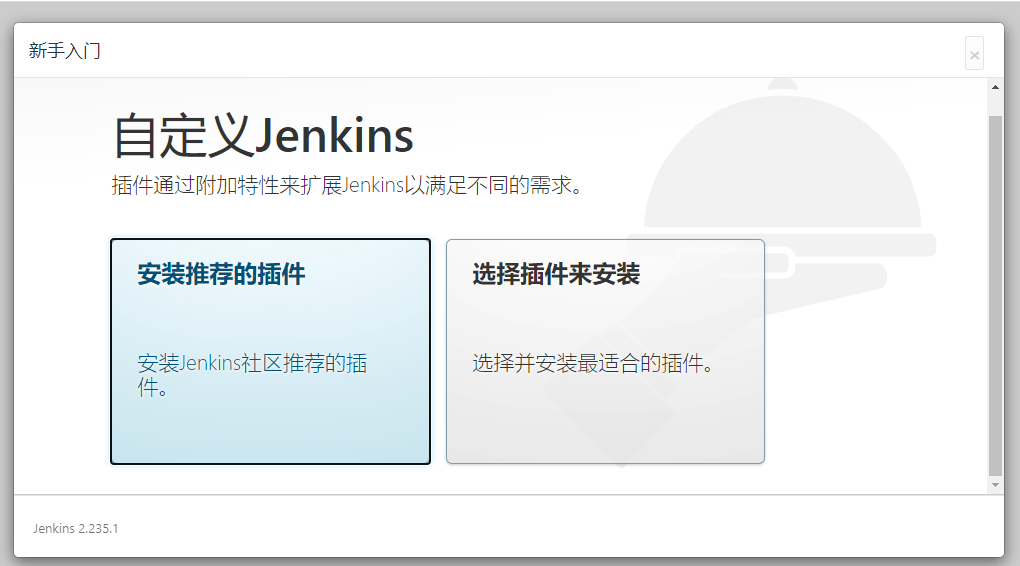 新手入门
×
自定义Jenkins
插件通过附加特性来扩展Jenkins以满足不同的需求。
安装推荐的插件
安装Jenkins社区推荐的插
件。
选择插件来安装
选择并安装最适合的插件。
Jenkins 2.235.1